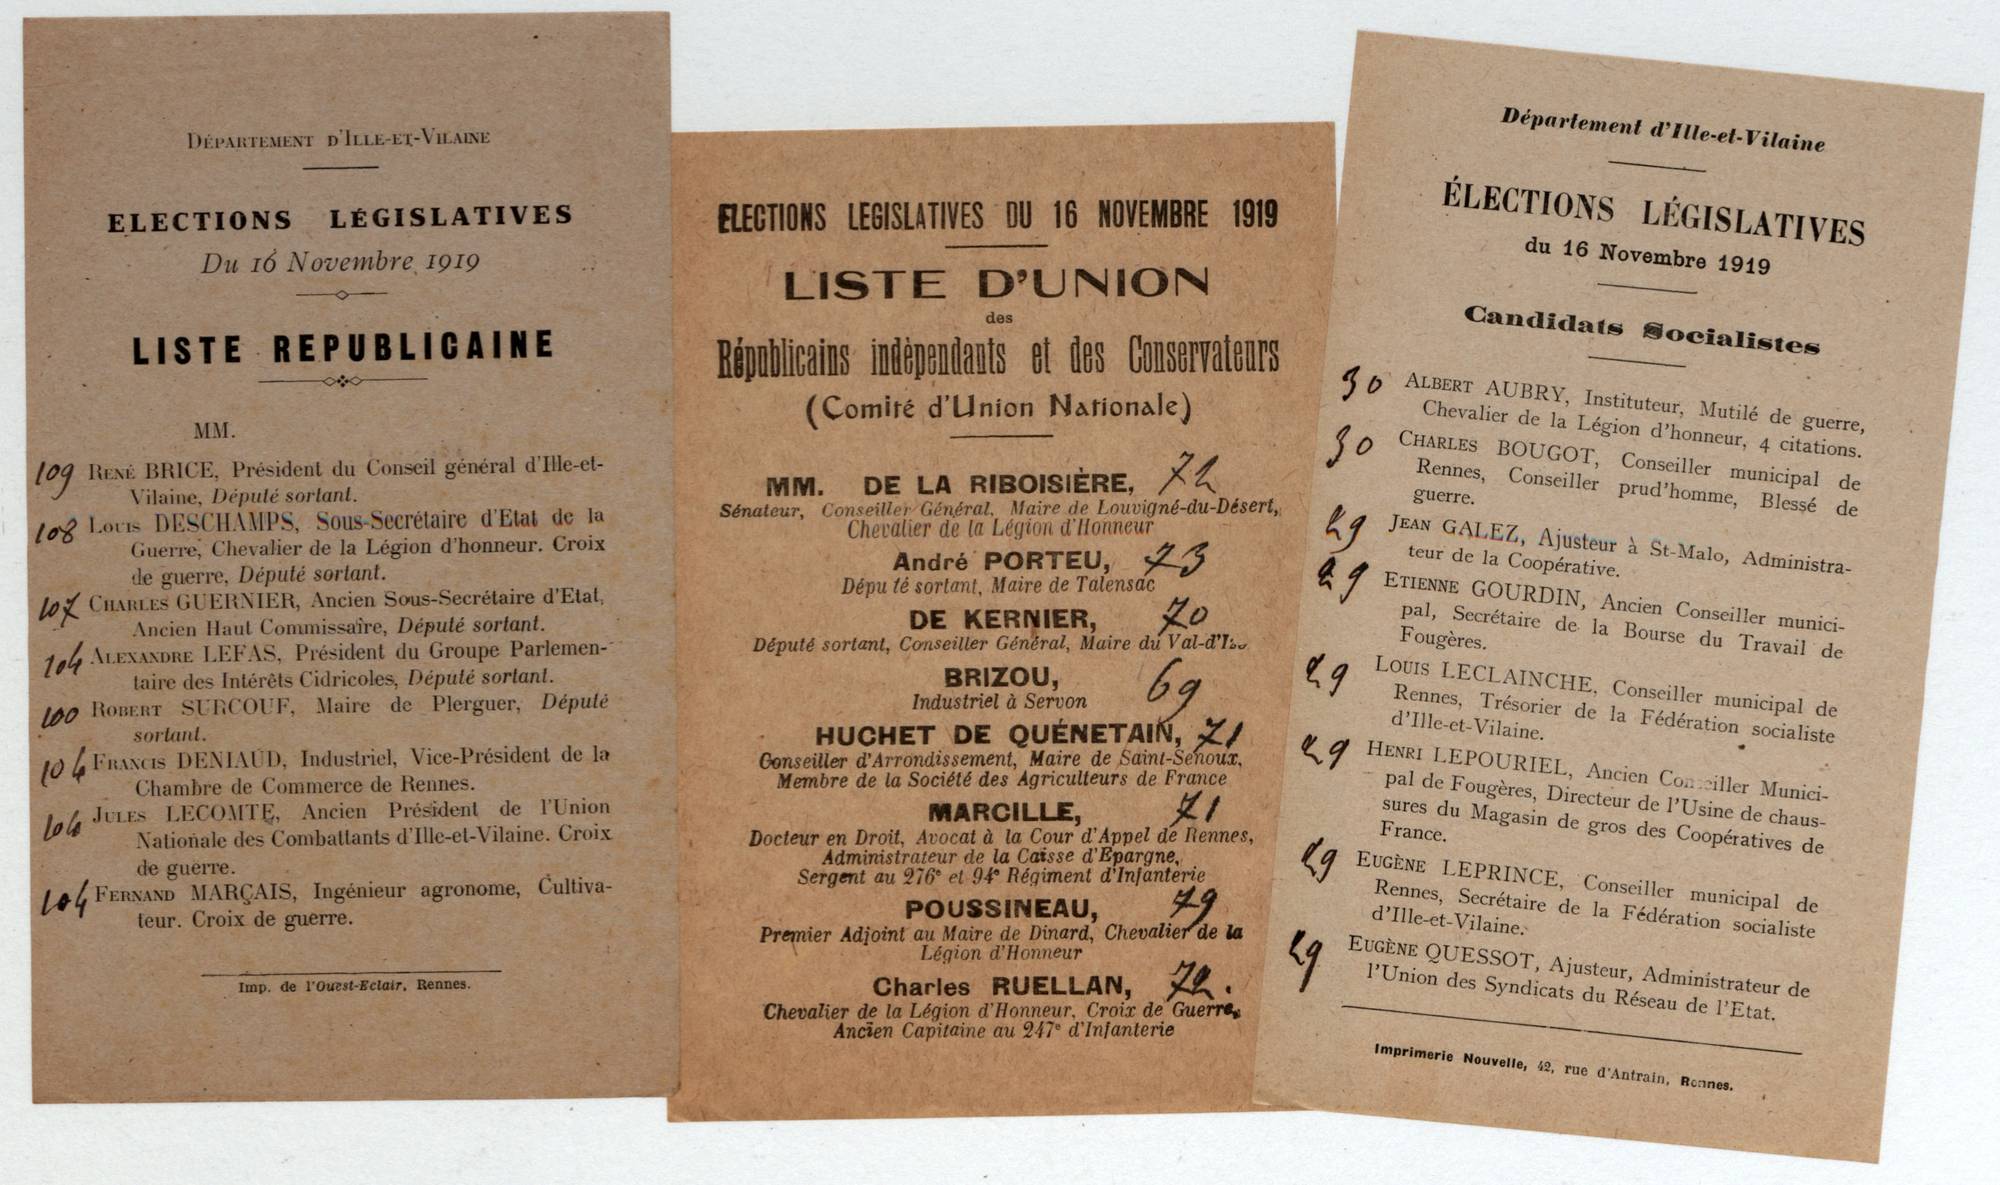 DÉPARTEMENT D'ILLE-ET-VILAINE
ELECTIONS LÉGISLATIVES
Du 16 Novembre 1919
LISTE REPUBLICAINE
MM.
109 RENÉ BRICE, Président du Conseil général d'Ille-et-
Vilaine, Député sortant.
108 LOUIS DESCHAMPS, Sous-Secrétaire d'Etat de la
Guerre, Chevalier de la Légion d'honneur. Croix
de guerre, Député sortant.
107 CHARLES GUERNIER, Ancien Sous-Secrétaire d'Etat,
Ancien Haut Commissaire, Député sortant.
104 ALEXANDRE LEFAS, Président du Groupe Parlemen-
taire des Intérêts Cidricoles, Député sortant.
100 ROBERT SURCOUF, Maire de Plerguer, Député
sortant.
104 FRANCIS DENIAUD, Industriel, Vice-Président de la
Chambre de Commerce de Rennes.
104 JULES LECOMTE, Ancien Président de l'Union
Nationale des Combattants d'Ille-et-Vilaine. Croix
de guerre.
104 FERNAND MARÇAIS, Ingénieur agronome, Cultiva-
teur. Croix de guerre.
Imp. de l'Ouest-Eclair, Rennes.
ELECTIONS LEGISLATIVES DU 16 NOVEMBRE 1919
LISTE D'UNION
des
Républicains indépendants et des Conservateurs
(Comité d'Union Nationale)
MM. DE LA RIBOISIÈRE, 72
Sénateur, Conseiller Général, Maire de Louvigné-du-Désert,
Chevalier de la Légion d'Honneur
André PORTEU, 73
Dépu té sortant, Maire de Talensac
DE KERNIER, 70
Député sortant, Conseiller Général, Maire du
BRIZOU, 69
Industriel à Servon
HUCHET DE QUÉNETAIN, 71
Conseiller d'Arrondissement, Maire de Saint-Senoux,
Membre de la Société des Agriculteurs de France
MARCILLE, 71
Docteur en Droit, Avocat à la Cour d'Appel de Rennes,
Administrateur de la Caisse d'Epargne,
Sergent au 276e et 94e Régiment d'Infanterie
POUSSINEAU, 79
Premier Adjoint au Maire de Dinard, Chevalier de la
Légion d'Honneur
Charles RUELLAN, 72.
Chevalier de la Légion d'Honneur, Croix de Guerre,
Ancien Capitaine au 247e d'Infanterie
Département d'Ille-et-Vilaine
ÉLECTIONS LÉGISLATIVES
du 16 Novembre 1919
Candidats Socialistes
30 ALBERT AUBRY, Instituteur, Mutilé de guerre,
Chevalier de la Légion d'honneur, 4 citations.
30 CHARLES BOUGOT, Conseiller municipal de
Rennes, Conseiller prud'homme, Blessé de
guerre.
29 JEAN GALEZ, Ajusteur à St-Malo, Administra-
teur de la Coopérative.
29 ETIENNE GOURDIN, Ancien Conseiller munici-
pal, Secrétaire de la Bourse du Travail de
Fougères.
29 LOUIS LECLAINCHE, Conseiller municipal de
Rennes, Trésorier de la Fédération socialiste
d'Ille-et-Vilaine.
29 HENRI LEPOURIEL, Ancien Conseiller Munici-
pal de Fougères, Directeur de l'Usine de chaus-
sures du Magasin de gros des Coopératives de
France.
29 EUGÈNE LEPRINCE, Conseiller municipal de
Rennes, Secrétaire de la Fédération socialiste
d'Ille-et-Vilaine.
29 EUGÈNE QUESSOT, Ajusteur, Administrateur de
l'Union des Syndicats du Réseau de l'Etat.
Imprimerie Nouvelle, 42, rue d'Antrain, Rennes.